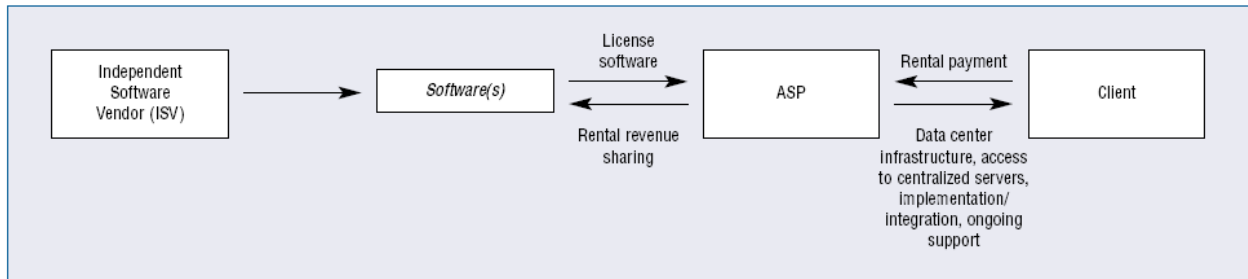 Independent
Software
Vendor (ISV)
Software(s)
License
software
Rental revenue
sharing
ASP
Rental payment
Data center
infrastructure, access
to centralized servers,
implementation/
integration, ongoing
support
Client